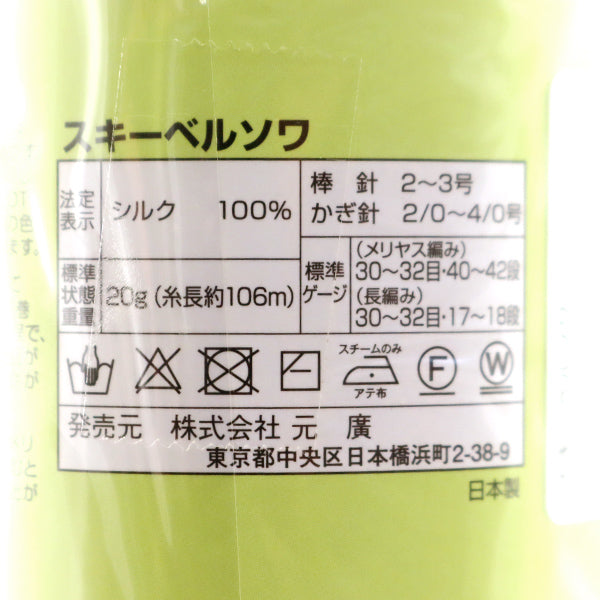 スキーベルソワ
法定表示 シルク 100%
棒針 2〜3号
かぎ針 2/0〜4/0号
標準状態重量 20g(糸長約106m)
標準ゲージ
(メリヤス編み)
30〜32目・40〜42段
(長編み)
30〜32目・17〜18段
スチームのみ
アテ布
F
W
発売元 株式会社 元 廣
東京都中央区日本橋浜町2-38-9
日本製